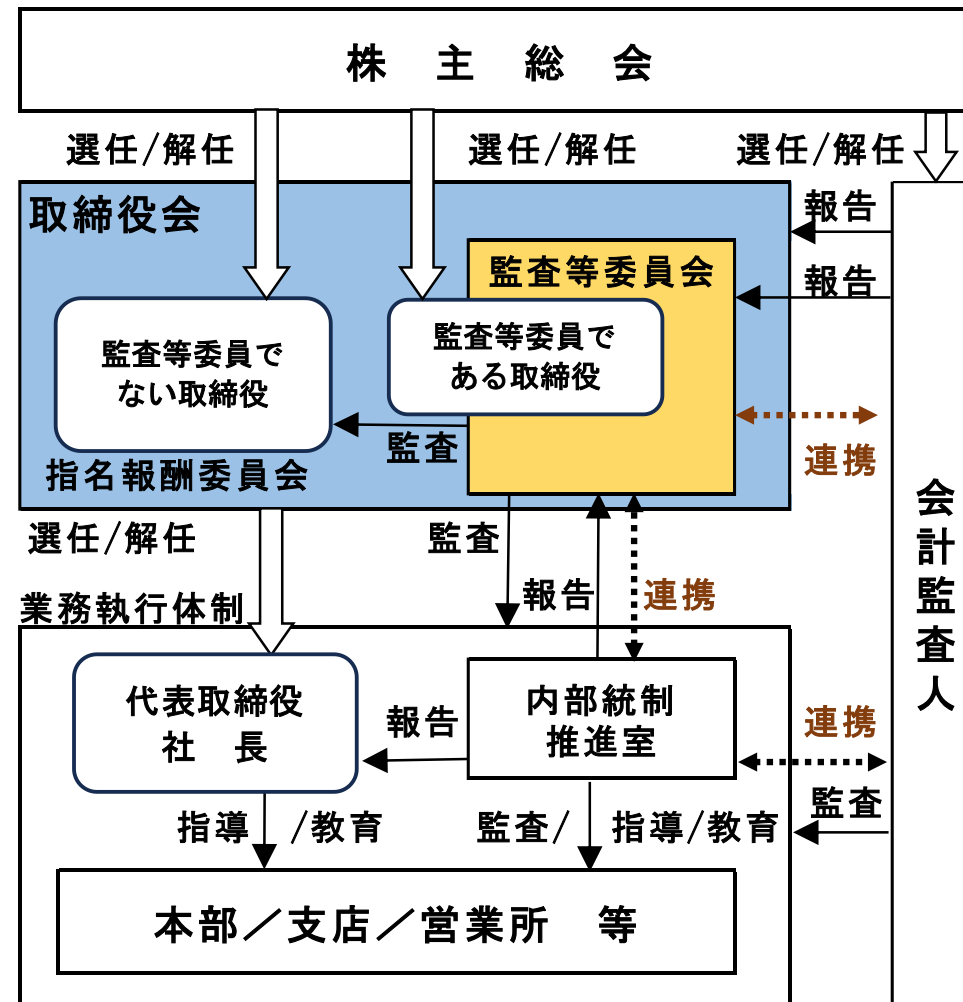 株主総会
選任/解任
選任/解任
選任/解任
取締役会
報告
監査等委員会
報告
監査等委員で
ない取締役
監査等委員で
ある取締役
監査
連携
指名報酬委員会
会計監査人
選任/解任
監査
報告
連携
業務執行体制
代表取締役
社長
報告
内部統制
推進室
連携
監査
指導/教育
監査/指導/教育
本部/支店/営業所 等